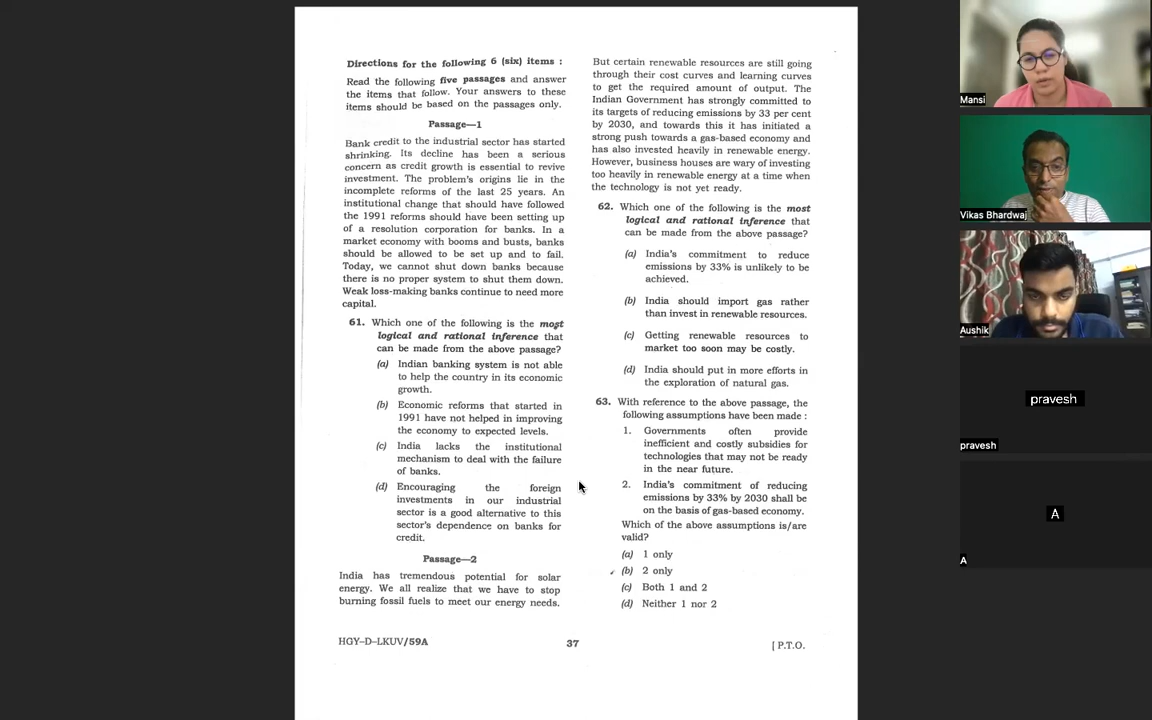 Directions for the following 6 (six) items :
Read the following five passages and answer
the items that follow. Your answers to these
items should be based on the passages only.
Passage—1
Bank credit to the industrial sector has started
shrinking. Its decline has been a serious
concern as credit growth is essential to revive
investment. The problem's origins lie in the
incomplete reforms of the last 25 years. An
institutional change that should have followed
the 1991 reforms should have been setting up
of a resolution corporation for banks. In a
market economy with booms and busts, banks
should be allowed to be set up and to fail.
Today, we cannot shut down banks because
there is no proper system to shut them down.
Weak loss-making banks continue to need more
capital.
61. Which one of the following is the most
logical and rational inference that
can be made from the above passage?
(a) Indian banking system is not able
to help the country in its economic
growth.
(b) Economic reforms that started in
1991 have not helped in improving
the economy to expected levels.
(c) India lacks the institutional
mechanism to deal with the failure
of banks.
(d) Encouraging the foreign
investments in our industrial
sector is a good alternative to this
sector's dependence on banks for
credit.
Passage—2
India has tremendous potential for solar
energy. We all realize that we have to stop
burning fossil fuels to meet our energy needs.
But certain renewable resources are still going
through their cost curves and learning curves
to get the required amount of output. The
Indian Government has strongly committed to
its targets of reducing emissions by 33 per cent
by 2030, and towards this it has initiated a
strong push towards a gas-based economy and
has also invested heavily in renewable energy.
However, business houses are wary of investing
too heavily in renewable energy at a time when
the technology is not yet ready.
62. Which one of the following is the most
logical and rational inference that
can be made from the above passage?
(a) India's commitment to reduce
emissions by 33% is unlikely to be
achieved.
(b) India should import gas rather
than invest in renewable resources.
(c) Getting renewable resources to
market too soon may be costly.
(d) India should put in more efforts in
the exploration of natural gas.
63. With reference to the above passage, the
following assumptions have been made :
1. Governments often provide
inefficient and costly subsidies for
technologies that may not be ready
in the near future.
2. India's commitment of reducing
emissions by 33% by 2030 shall be
on the basis of gas-based economy.
Which of the above assumptions is/are
valid?
(a) 1 only
(b) 2 only
(c) Both 1 and 2
(d) Neither 1 nor 2
HGY–D–LKUV/59A
37
[ P.T.O.
Mansi
Vikas Bhardwaj
Aushik
pravesh
pravesh
A
A